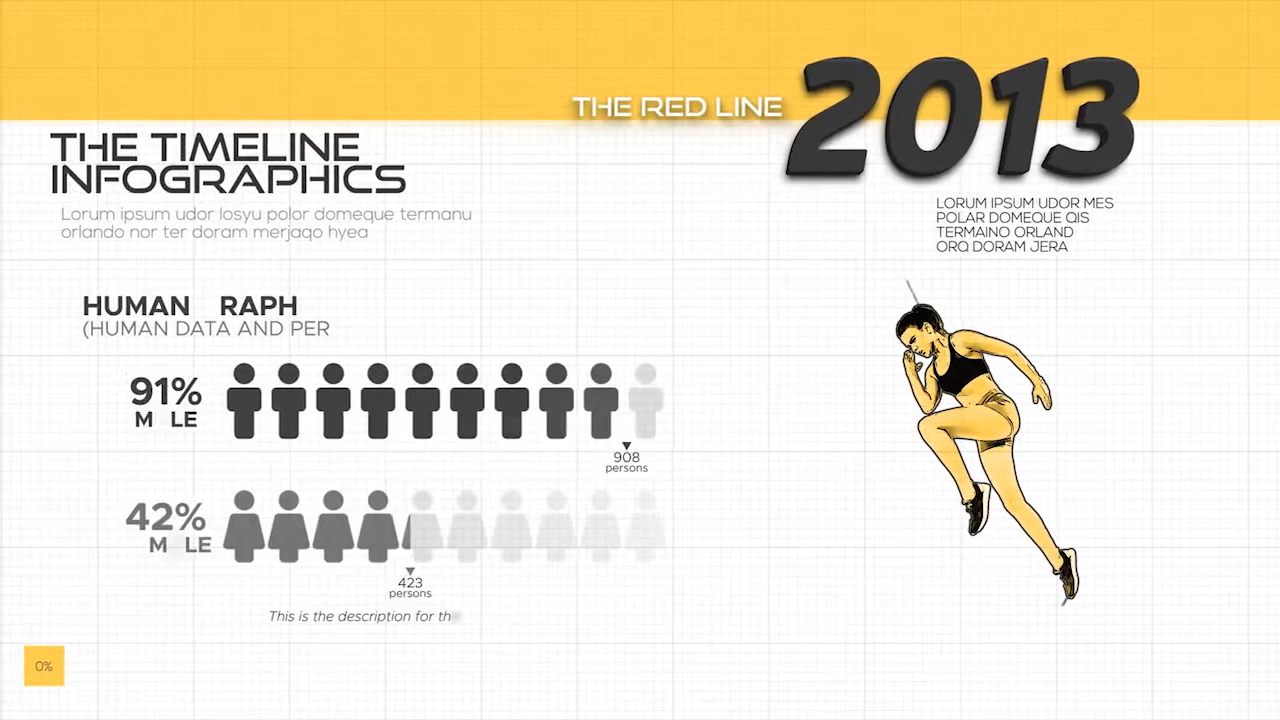 THE RED LINE
2013
THE TIMELINE
INFOGRAPHICS
Lorum ipsum udor losyu polor domeque termanu
orlando nor ter doram merjaqo hyea
LORUM IPSUM UDOR MES
POLAR DOMEQUE QIS
TERMAINO ORLAND
ORQ DORAM JERA
HUMAN RAPH
(HUMAN DATA AND PER
91%
M LE
908
persons
42%
M LE
423
persons
This is the description for th
0%